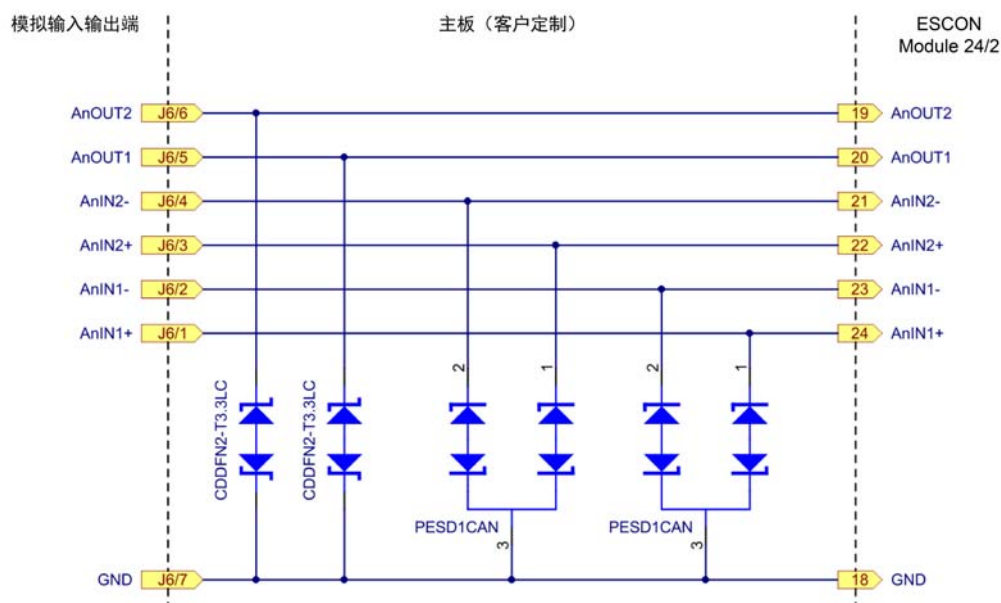 模拟输入输出端
主板（客户定制）
ESCON
Module 24/2
AnOUT2 J6/6 19 AnOUT2
AnOUT1 J6/5 20 AnOUT1
AnIN2- J6/4 21 AnIN2-
AnIN2+ J6/3 22 AnIN2+
AnIN1- J6/2 23 AnIN1-
AnIN1+ J6/1 24 AnIN1+
2 1 2 1
CDDFN2-T3.3LC
CDDFN2-T3.3LC
PESD1CAN
3
PESD1CAN
3
GND J6/7 18 GND